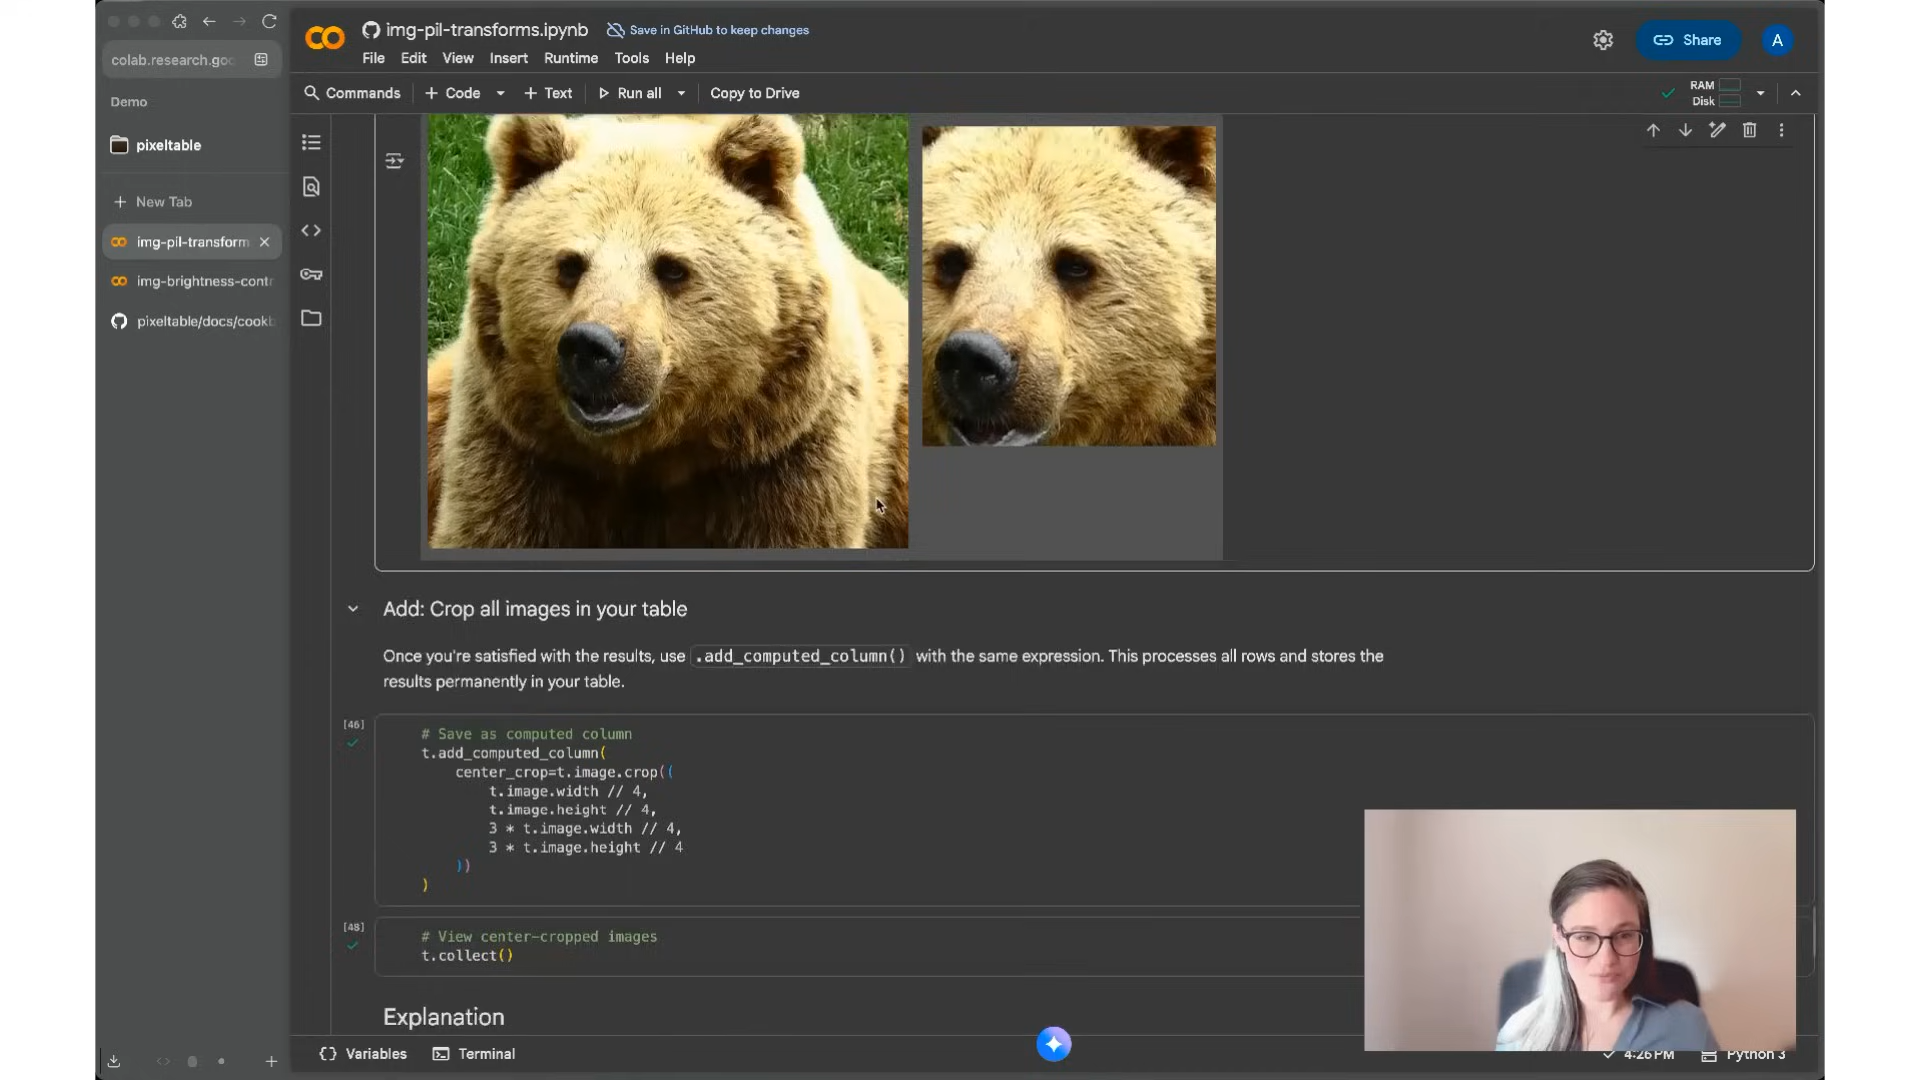 img-pil-transforms.ipynb
Save in GitHub to keep changes
Share
A
colab.research.goo
File Edit View Insert Runtime Tools Help
Demo
Commands
+ Code
+ Text
Run all
Copy to Drive
RAM
Disk
pixeltable
+ New Tab
img-pil-transform
img-brightness-contr
pixeltable/docs/cookb
Add: Crop all images in your table
Once you're satisfied with the results, use .add_computed_column() with the same expression. This processes all rows and stores the
results permanently in your table.
[46]
# Save as computed column
t.add_computed_column(
center_crop=t.image.crop((
t.image.width // 4,
t.image.height // 4,
3 * t.image.width // 4,
3 * t.image.height // 4
))
)
[48]
# View center-cropped images
t.collect()
Explanation
Variables
Terminal
4:26 PM
Python 3